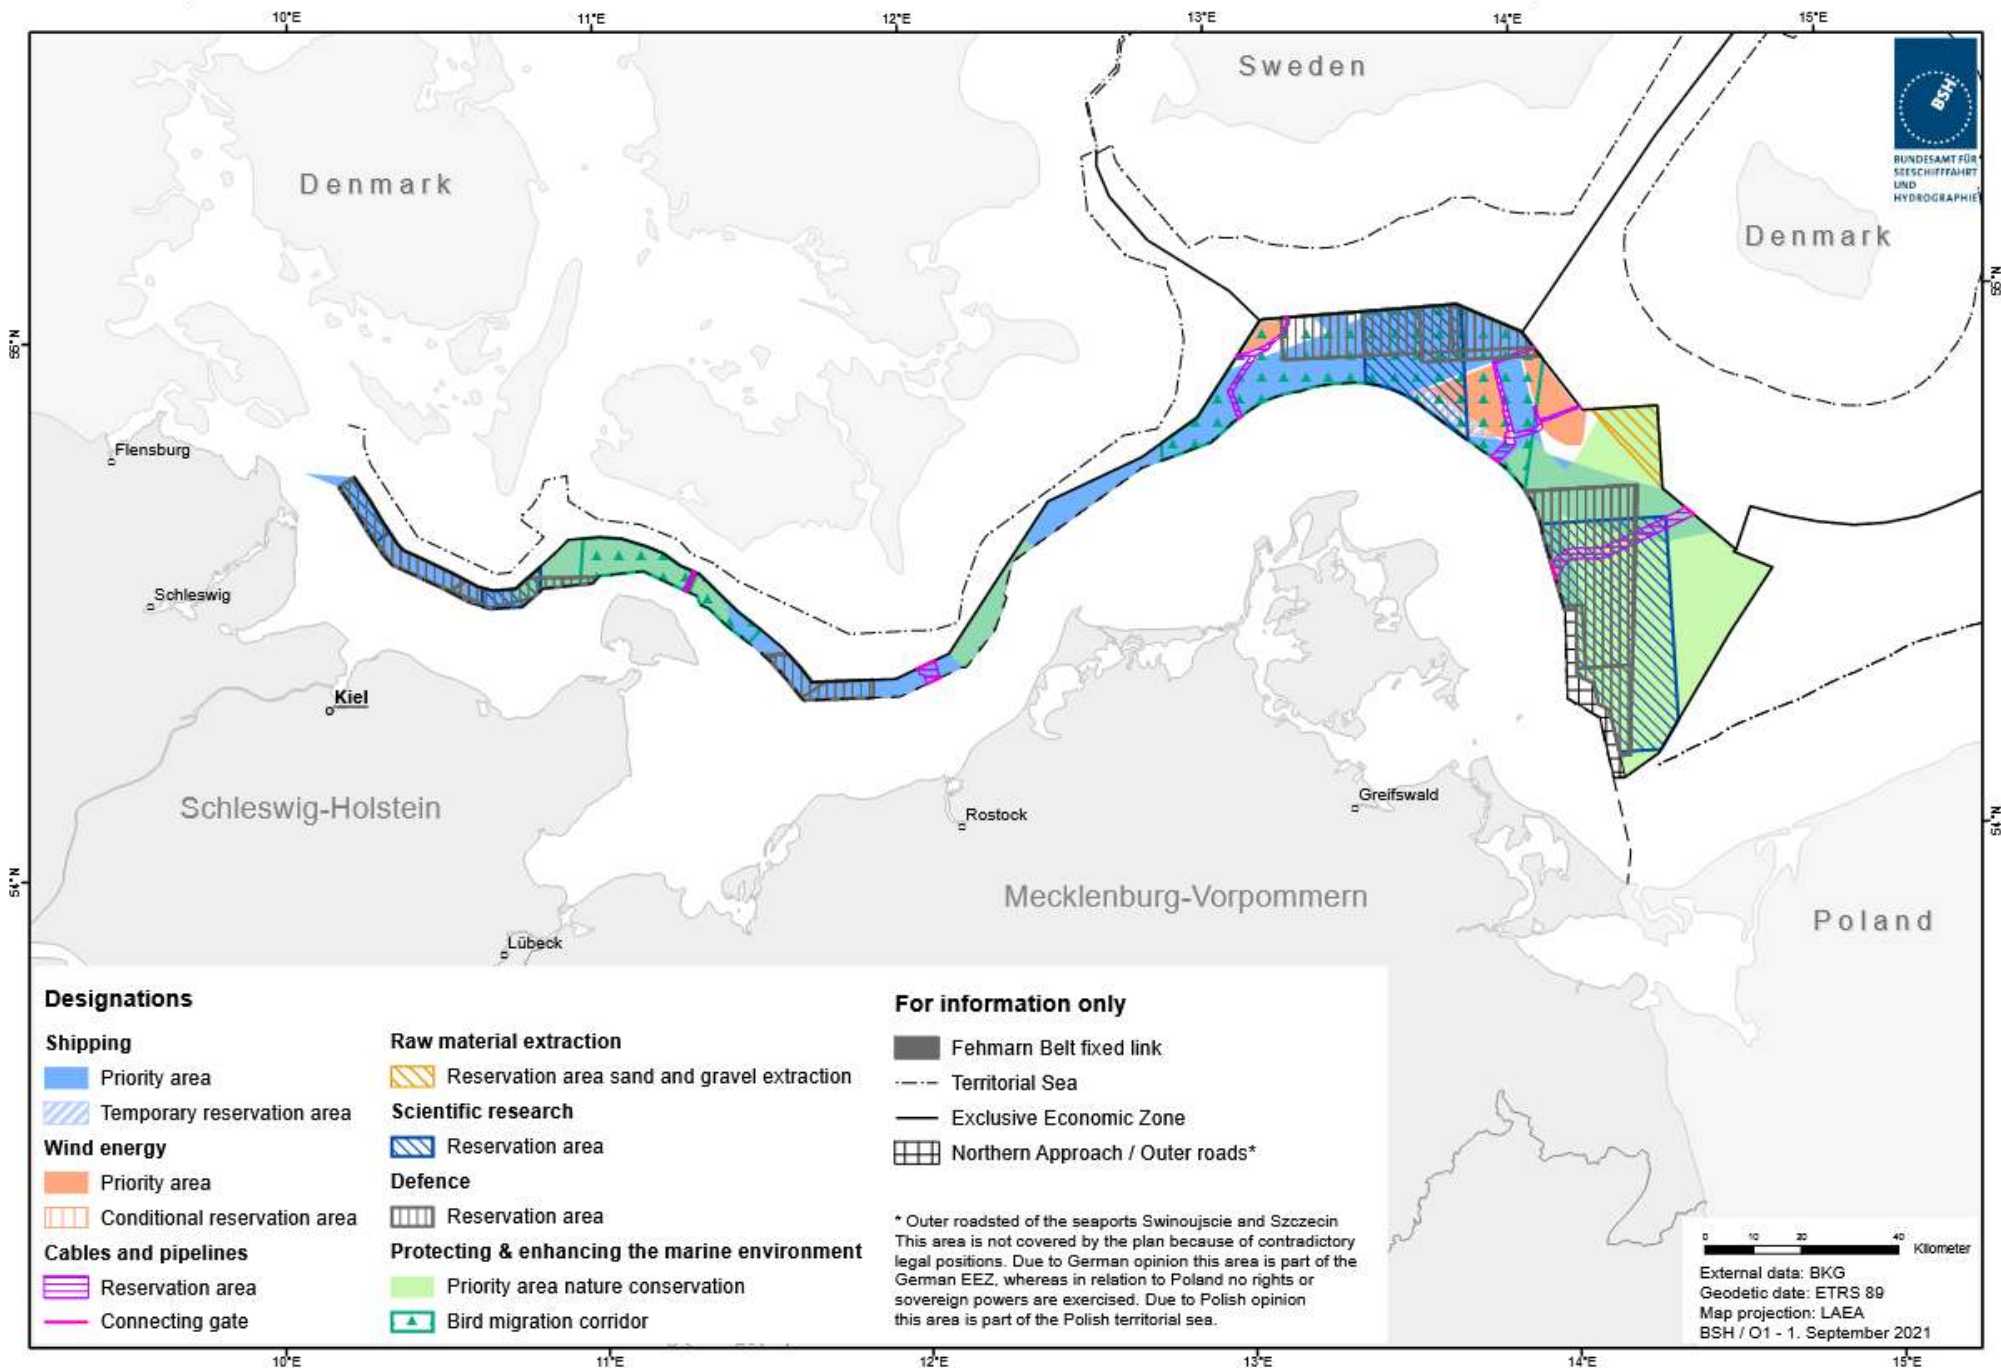 10°E 11°E 12°E 13°E 14°E 15°E
Sweden
BSH
BUNDESAMT FÜR
SEESCHIFFFAHRT
UND
HYDROGRAPHIE
Denmark
Denmark
55°N
55°N
Flensburg
Schleswig
Kiel
Schleswig-Holstein
Greifswald
Rostock
54°N
54°N
Mecklenburg-Vorpommern
Poland
Lübeck
Designations
Shipping
Priority area
Temporary reservation area
Wind energy
Priority area
Conditional reservation area
Cables and pipelines
Reservation area
Connecting gate
Raw material extraction
Reservation area sand and gravel extraction
Scientific research
Reservation area
Defence
Reservation area
Protecting & enhancing the marine environment
Priority area nature conservation
Bird migration corridor
For information only
Fehmarn Belt fixed link
Territorial Sea
Exclusive Economic Zone
Northern Approach / Outer roads*
* Outer roadsted of the seaports Swinoujscie and Szczecin
This area is not covered by the plan because of contradictory
legal positions. Due to German opinion this area is part of the
German EEZ, whereas in relation to Poland no rights or
sovereign powers are exercised. Due to Polish opinion
this area is part of the Polish territorial sea.
0 10 20 40
Kilometer
External data: BKG
Geodetic date: ETRS 89
Map projection: LAEA
BSH / O1 - 1. September 2021
10°E 11°E 12°E 13°E 14°E 15°E